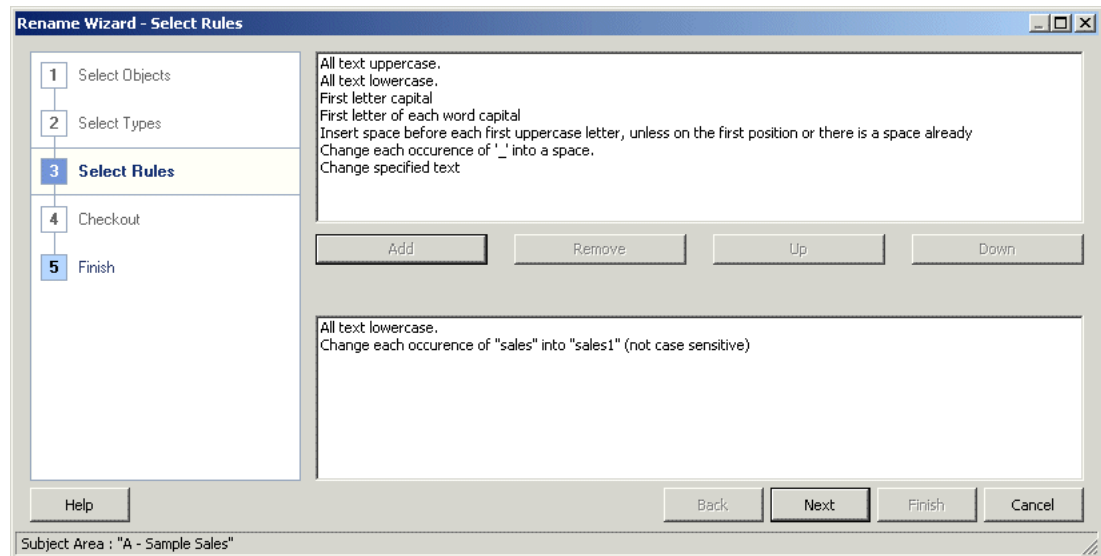 Rename Wizard - Select Rules
1 Select Objects
2 Select Types
3 Select Rules
4 Checkout
5 Finish
All text uppercase.
All text lowercase.
First letter capital
First letter of each word capital
Insert space before each first uppercase letter, unless on the first position or there is a space already
Change each occurence of '_' into a space.
Change specified text
Add Remove Up Down
All text lowercase.
Change each occurence of "sales" into "sales1" (not case sensitive)
Help Back Next Finish Cancel
Subject Area : "A - Sample Sales"